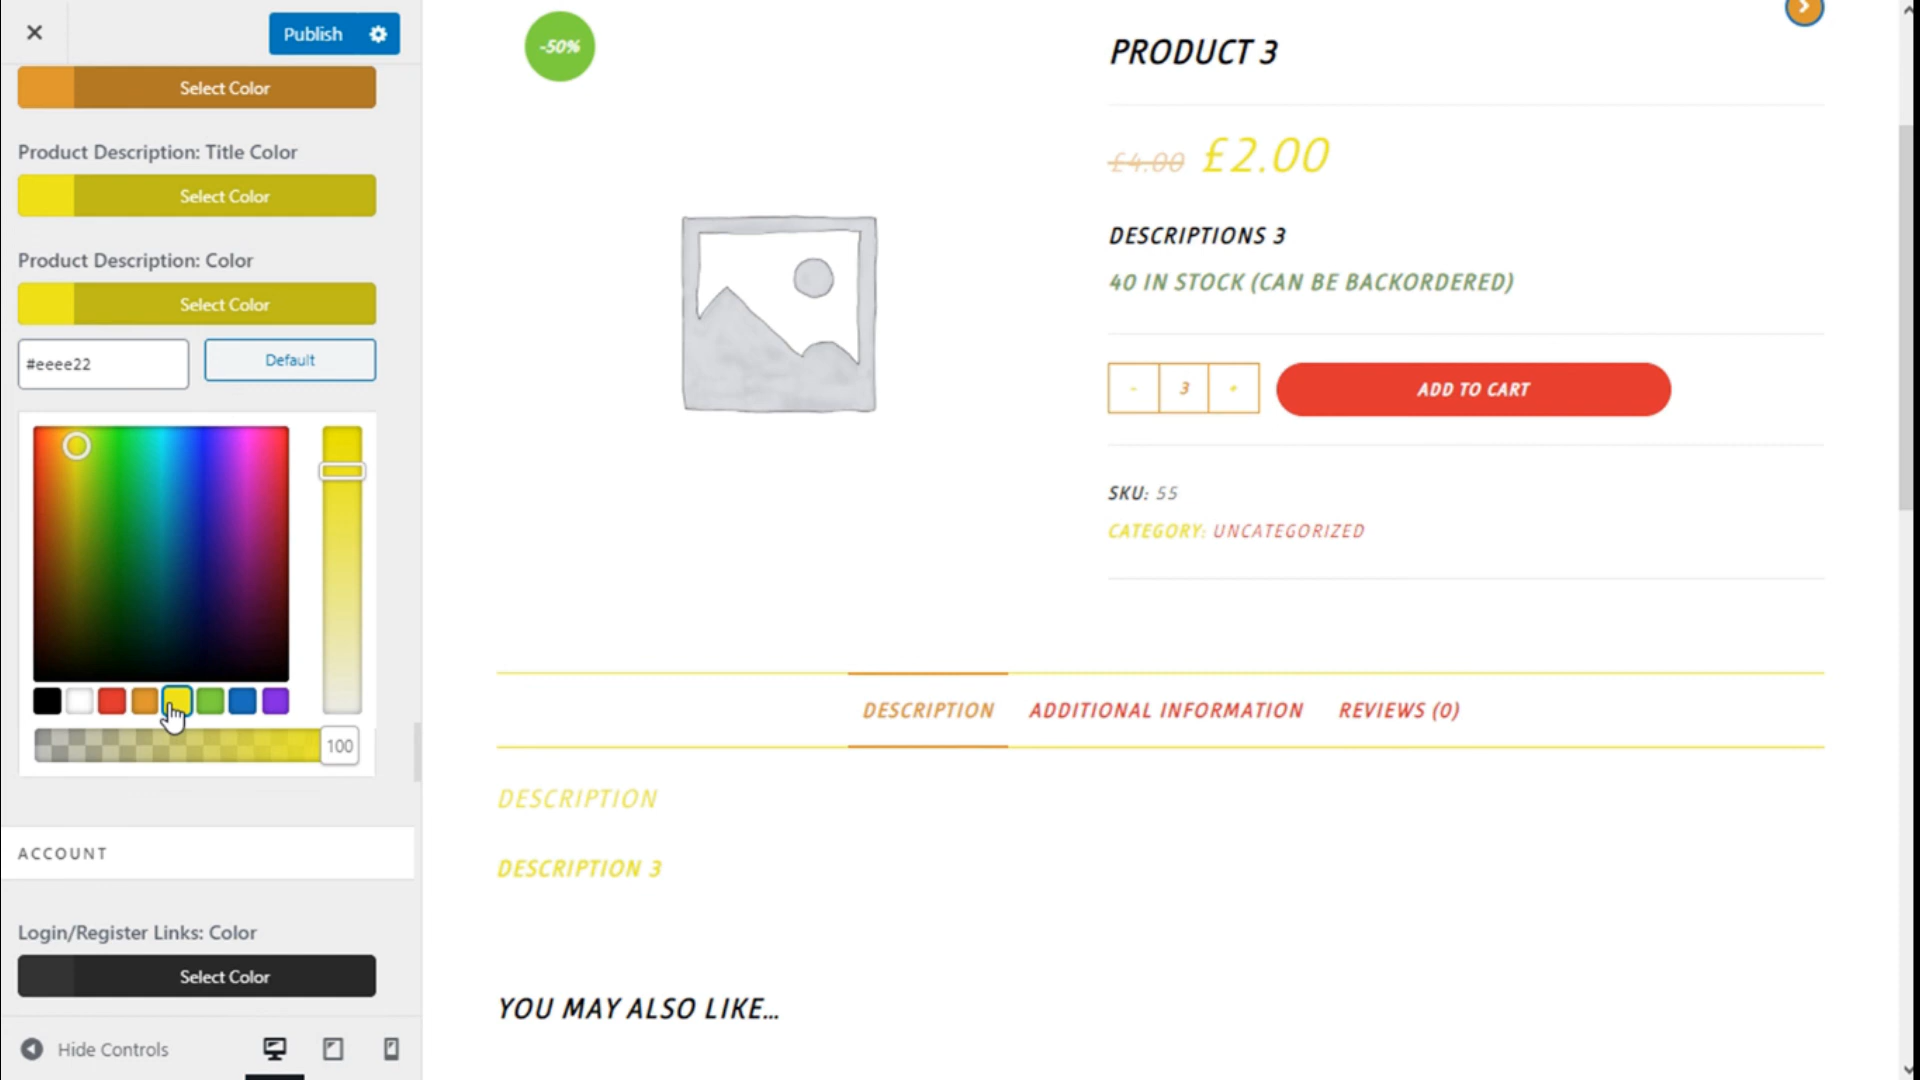 Publish
Select Color
Product Description: Title Color
Select Color
Product Description: Color
Select Color
#eeee22
Default
100
ACCOUNT
Login/Register Links: Color
Select Color
Hide Controls
-50%
PRODUCT 3
£4.00 £2.00
DESCRIPTIONS 3
40 IN STOCK (CAN BE BACKORDERED)
- 3 +
ADD TO CART
SKU: 55
CATEGORY: UNCATEGORIZED
DESCRIPTION ADDITIONAL INFORMATION REVIEWS (0)
DESCRIPTION
DESCRIPTION 3
YOU MAY ALSO LIKE...